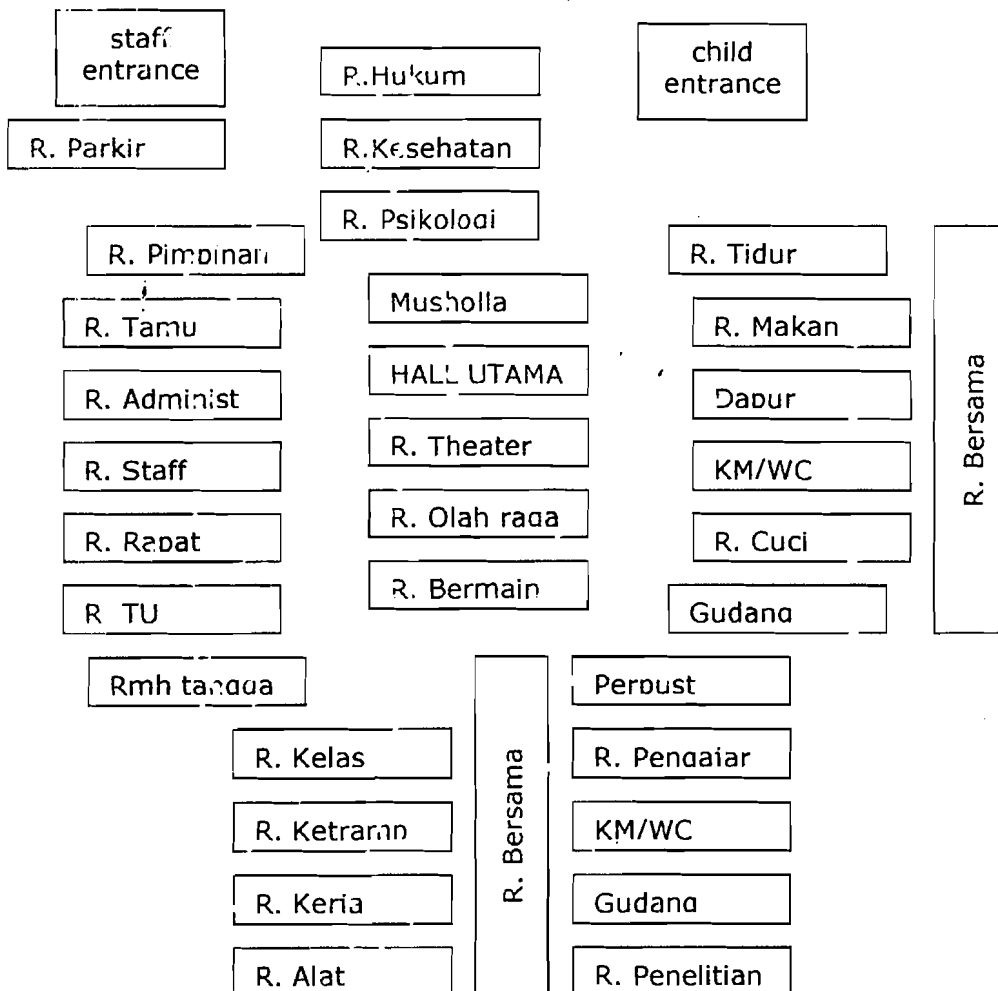 staff
entrance
R.Hukum
child
entrance
R. Parkir
R.Kesehatan
R. Psikologi
R. Pimpinan
R. Tidur
R. Tamu
Musholla
R. Makan
R. Administ
HALL UTAMA
Dapur
R. Staff
R. Theater
KM/WC
R. Rapat
R. Olah raga
R. Cuci
R TU
R. Bermain
Gudang
R. Bersama
Rmh tangga
Perpust
R. Kelas
R. Pengajar
R. Ketramp
R. Bersama
KM/WC
R. Kerja
Gudang
R. Alat
R. Penelitian